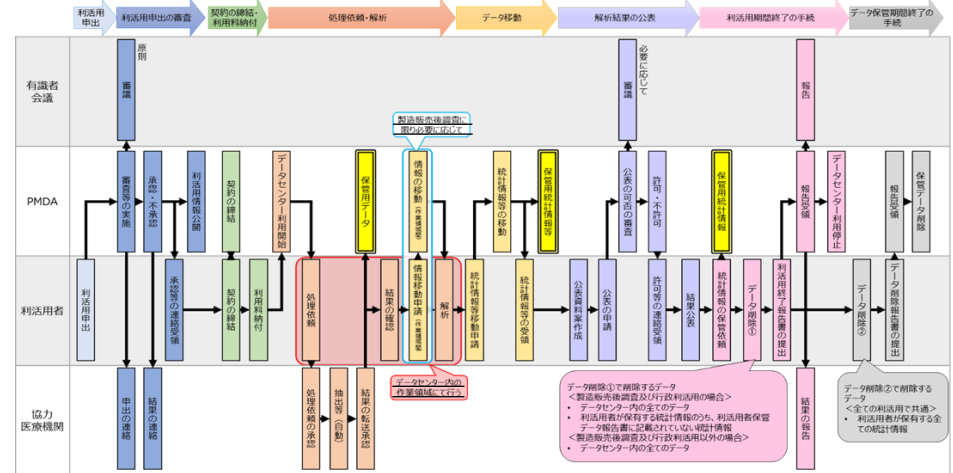 利活用
申出
利活用申出の審査
契約の締結・
利用料納付
処理依頼・解析
データ移動
解析結果の公表
利活用期間終了の手続
データ保管期間終了の
手続
有識者
会議
審議
原則
審議
必要に応じて
報告
製造販売後調査に
限り必要に応じて
PMDA
審査等の実施
承認・不承認
利活用情報公開
契約の締結
データセンター利用開始
保管用データ
情報の移動（作業領域間）
統計情報等の移動
保管用統計情報等
公表の可否の審査
許可・不許可
保管用統計情報
報告受領
データセンター利用停止
報告受領
保管データ削除
利活用者
利活用申出
承認等の連絡受領
契約の締結
利用料納付
処理依頼
結果の確認
情報移動申請（作業領域間）
解析
統計情報等移動申請
統計情報等の受領
公表資料案作成
公表の申請
許可等の連絡受領
結果公表
統計情報の保管依頼
データ削除①
利活用終了報告書の提出
データ削除②
データ削除報告書の提出
データセンター内の
作業領域にて行う
協力
医療機関
申出の連絡
結果の連絡
処理依頼の承認
抽出等（自動）
結果の転送承認
結果の報告
データ削除①で削除するデータ
＜製造販売後調査及び行政利活用の場合＞
・ データセンター内の全てのデータ
・ 利活用者が保有する統計情報のうち、利活用者保管
データ報告書に記載されていない統計情報
＜製造販売後調査及び行政利活用以外の場合＞
・ データセンター内の全てのデータ
データ削除②で削除する
データ
＜全ての利活用で共通＞
・ 利活用者が保有する全
ての統計情報